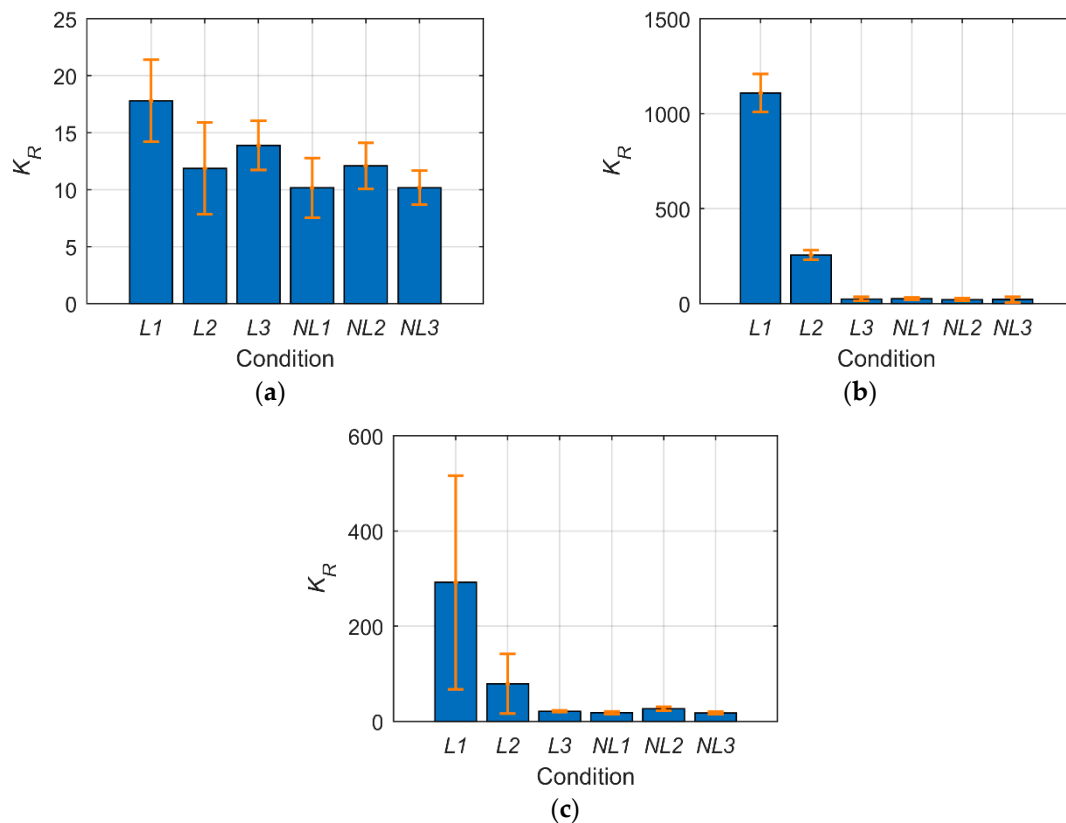 25
20
15
10
5
0
K_R
L1 L2 L3 NL1 NL2 NL3
Condition
(a)
1500
1000
500
0
K_R
L1 L2 L3 NL1 NL2 NL3
Condition
(b)
600
400
200
0
K_R
L1 L2 L3 NL1 NL2 NL3
Condition
(c)